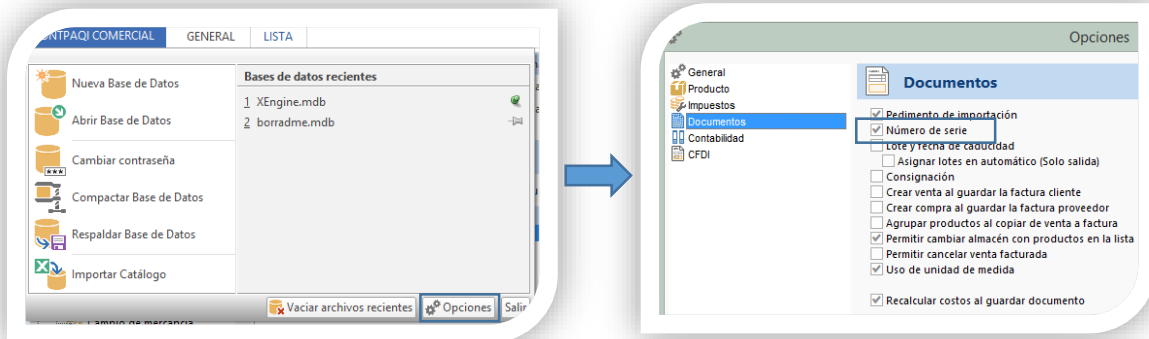 NTPAQI COMERCIAL GENERAL LISTA
Nueva Base de Datos
Abrir Base de Datos
Cambiar contraseña
Compactar Base de Datos
Respaldar Base de Datos
Importar Catálogo
Bases de datos recientes
1 XEngine.mdb
2 borradme.mdb
Vaciar archivos recientes Opciones Salir
Cambio de mercancía
Opciones
General
Producto
Impuestos
Documentos
Contabilidad
CFDI
Documentos
Pedimento de importación
Número de serie
Lote y fecha de caducidad
Asignar lotes en automático (Solo salida)
Consignación
Crear venta al guardar la factura cliente
Crear compra al guardar la factura proveedor
Agrupar productos al copiar de venta a factura
Permitir cambiar almacén con productos en la lista
Permitir cancelar venta facturada
Uso de unidad de medida
Recalcular costos al guardar documento